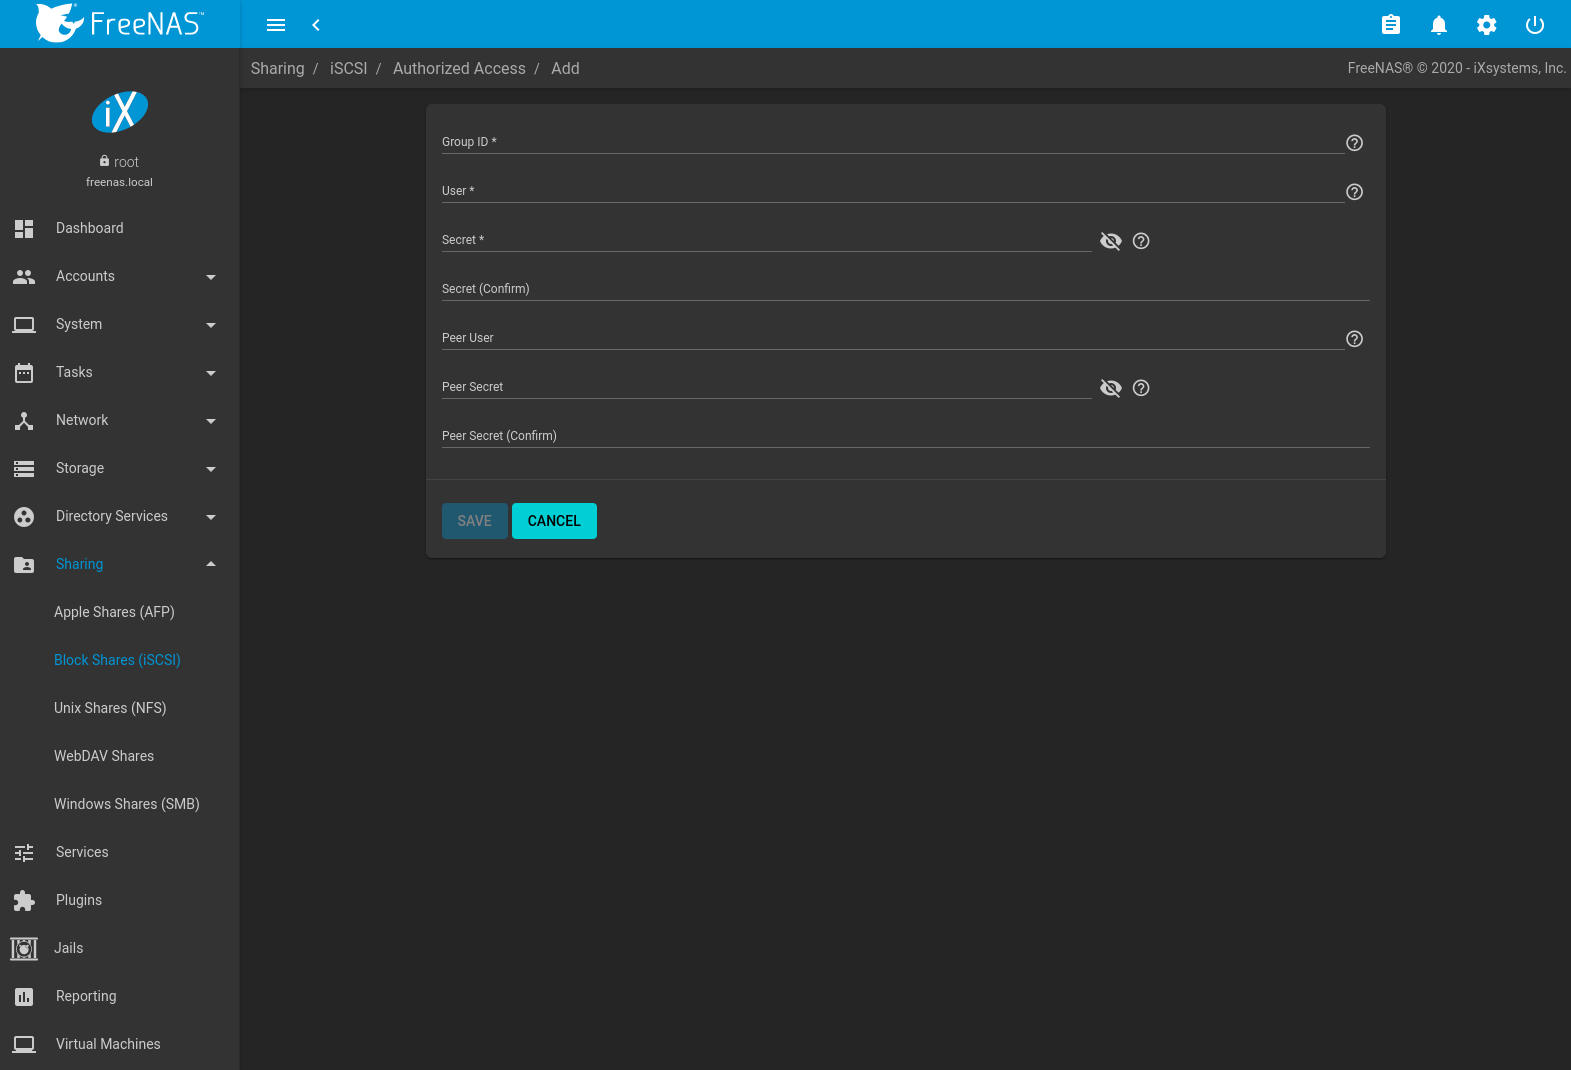 FreeNAS™
Sharing / iSCSI / Authorized Access / Add
FreeNAS® © 2020 - iXsystems, Inc.
iX
root
freenas.local
Dashboard
Accounts
System
Tasks
Network
Storage
Directory Services
Sharing
Apple Shares (AFP)
Block Shares (iSCSI)
Unix Shares (NFS)
WebDAV Shares
Windows Shares (SMB)
Services
Plugins
Jails
Reporting
Virtual Machines
Group ID *
User *
Secret *
Secret (Confirm)
Peer User
Peer Secret
Peer Secret (Confirm)
SAVE CANCEL